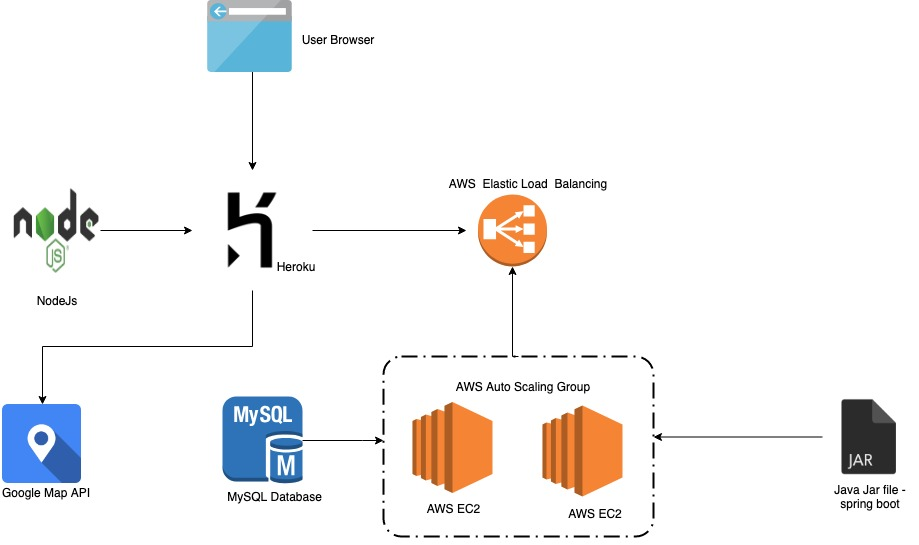 User Browser
AWS Elastic Load Balancing
node
JS
Heroku
NodeJs
AWS Auto Scaling Group
MySQL
M
JAR
Google Map API
MySQL Database
AWS EC2
AWS EC2
Java Jar file -
spring boot